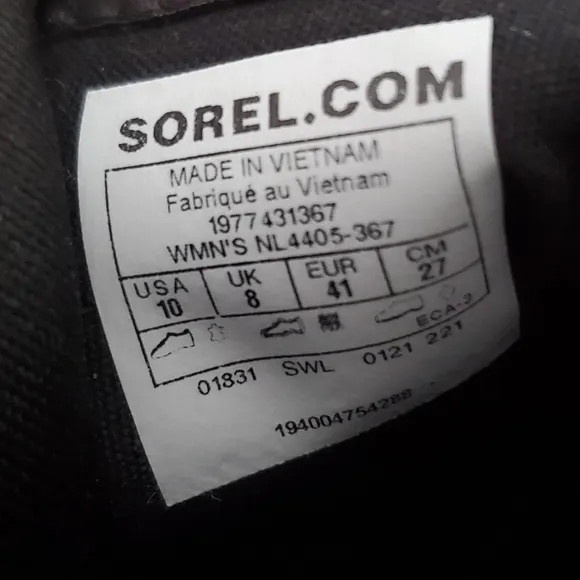 SOREL.COM
MADE IN VIETNAM
Fabriqué au Vietnam
1977431367
WMN'S NL4405-367
USA UK EUR CM
10 8 41 27
ECA-3
01831 SWL 0121 221
194004754288